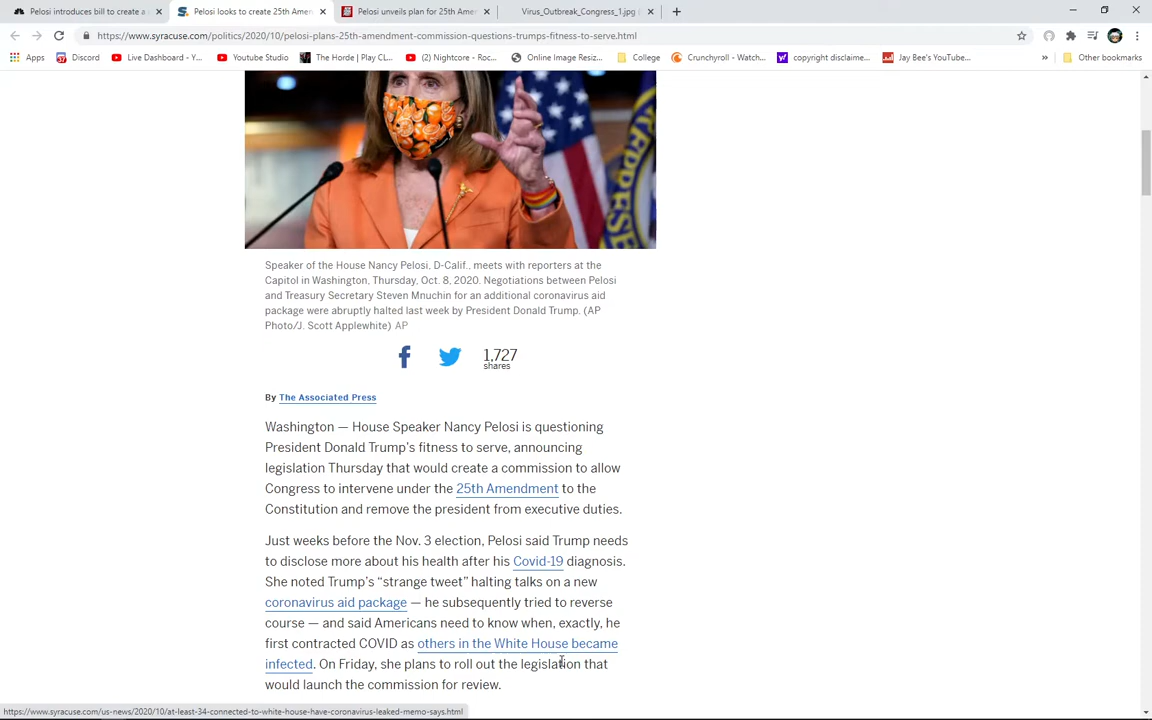 Pelosi introduces bill to create a
Pelosi looks to create 25th Amen
Pelosi unveils plan for 25th Ame
Virus_Outbreak_Congress_1.jpg (
https://www.syracuse.com/politics/2020/10/pelosi-plans-25th-amendment-commission-questions-trumps-fitness-to-serve.html
Apps Discord Live Dashboard - Y... Youtube Studio The Horde | Play CL... (2) Nightcore - Roc... Online Image Resiz... College Crunchyroll - Watch... copyright disclaime... Jay Bee's YouTube... » Other bookmarks
Speaker of the House Nancy Pelosi, D-Calif., meets with reporters at the
Capitol in Washington, Thursday, Oct. 8, 2020. Negotiations between Pelosi
and Treasury Secretary Steven Mnuchin for an additional coronavirus aid
package were abruptly halted last week by President Donald Trump. (AP
Photo/J. Scott Applewhite) AP
1,727
shares
By The Associated Press
Washington — House Speaker Nancy Pelosi is questioning
President Donald Trump's fitness to serve, announcing
legislation Thursday that would create a commission to allow
Congress to intervene under the 25th Amendment to the
Constitution and remove the president from executive duties.
Just weeks before the Nov. 3 election, Pelosi said Trump needs
to disclose more about his health after his Covid-19 diagnosis.
She noted Trump's “strange tweet” halting talks on a new
coronavirus aid package — he subsequently tried to reverse
course — and said Americans need to know when, exactly, he
first contracted COVID as others in the White House became
infected. On Friday, she plans to roll out the legislation that
would launch the commission for review.
https://www.syracuse.com/us-news/2020/10/at-least-34-connected-to-white-house-have-coronavirus-leaked-memo-says.html